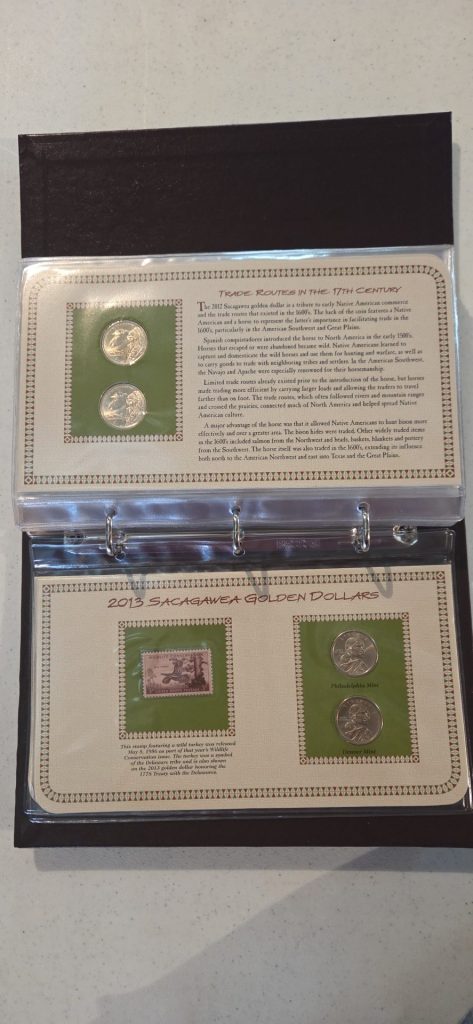 TRADE ROUTES IN THE 17TH CENTURY
The 2012 Sacagawea golden dollar is a tribute to early Native American commerce
and the trade routes that existed in the 1600's. The back of the coin features a Native
American and a horse to represent the latter's importance in facilitating trade in the
1600's, particularly in the American Southwest and Great Plains.
Spanish conquistadores introduced the horse to North America in the early 1500's.
Horses that escaped or were abandoned became wild. Native Americans learned to
capture and domesticate the wild horses and use them for hunting and warfare, as well as
to carry goods to trade with neighboring tribes and settlers. In the American Southwest,
the Navajo and Apache were especially renowned for their horsemanship.
Limited trade routes already existed prior to the introduction of the horse, but horses
made trading more efficient by carrying larger loads and allowing the traders to travel
farther than on foot. The trade routes, which often followed rivers and mountain ranges
and crossed the prairies, connected much of North America and helped spread Native
American culture.
A major advantage of the horse was that it allowed Native Americans to hunt bison more
effectively and over a greater area. The bison hides were traded. Other widely traded items
in the 1600's included salmon from the Northwest and beads, baskets, blankets and pottery
from the Southwest. The horse itself was also traded in the 1600's, extending its influence
both north to the American Northwest and east into Texas and the Great Plains.
2013 SACAGAWEA GOLDEN DOLLARS
Philadelphia Mint
Denver Mint
This stamp featuring a wild turkey was released
May 5, 1956 as part of that year's Wildlife
Conservation issue. The turkey was a symbol
of the Delaware tribe and is also shown
on the 2013 golden dollar honoring the
1778 Treaty with the Delawares.